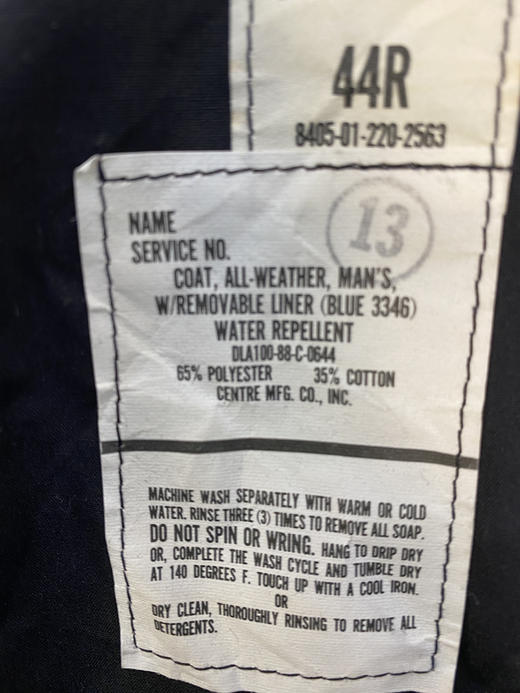 44R
8405-01-220-2563
13
NAME
SERVICE NO.
COAT, ALL-WEATHER, MAN'S,
W/REMOVABLE LINER (BLUE 3346)
WATER REPELLENT
DLA100-88-C-0644
65% POLYESTER 35% COTTON
CENTRE MFG. CO., INC.
MACHINE WASH SEPARATELY WITH WARM OR COLD
WATER. RINSE THREE (3) TIMES TO REMOVE ALL SOAP.
DO NOT SPIN OR WRING. HANG TO DRIP DRY
OR, COMPLETE THE WASH CYCLE AND TUMBLE DRY
AT 140 DEGREES F. TOUCH UP WITH A COOL IRON.
OR
DRY CLEAN, THOROUGHLY RINSING TO REMOVE ALL
DETERGENTS.